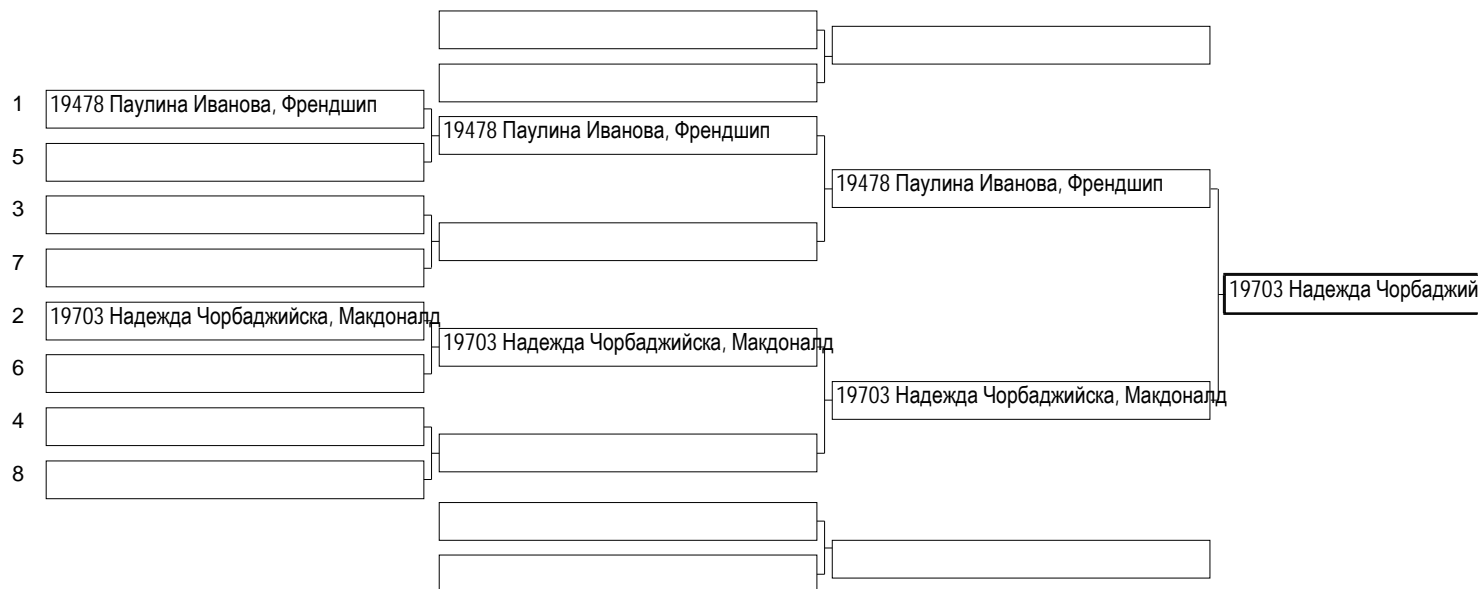 1
19478 Паулина Иванова, Френдшип
19478 Паулина Иванова, Френдшип
5
19478 Паулина Иванова, Френдшип
3
7
19703 Надежда Чорбаджий
2
19703 Надежда Чорбаджийска, Макдоналд
19703 Надежда Чорбаджийска, Макдоналд
6
19703 Надежда Чорбаджийска, Макдоналд
4
8